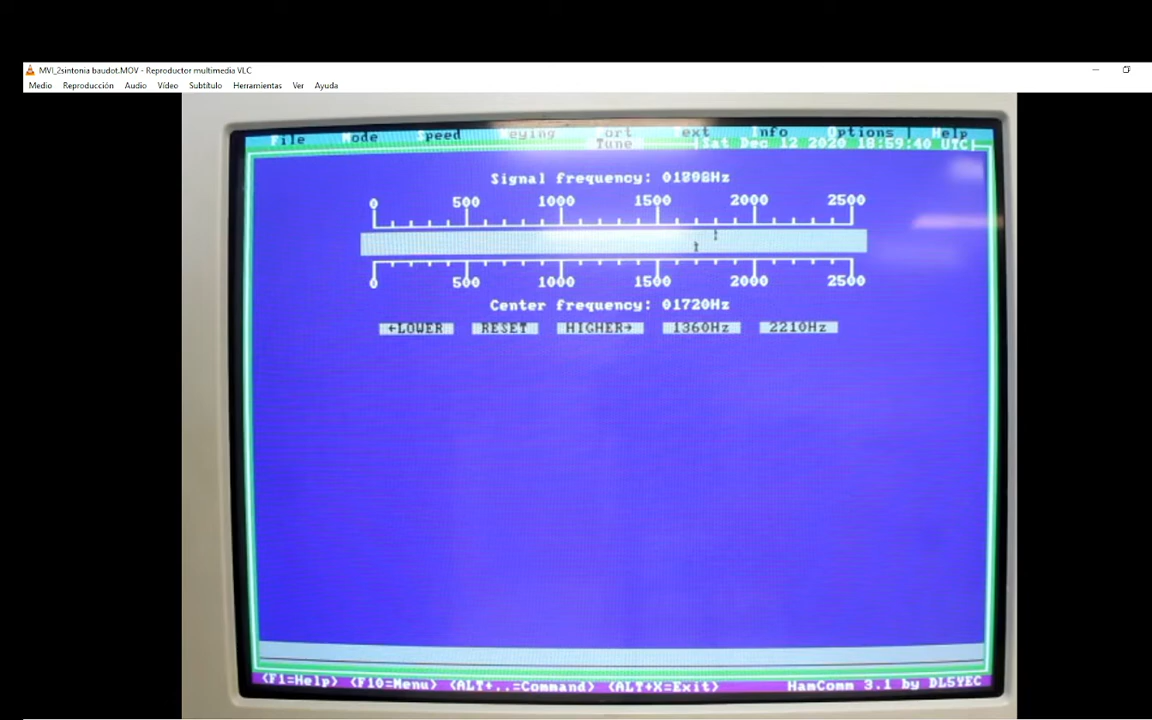 MVI_2sintonia baudot.MOV - Reproductor multimedia VLC
Medio Reproducción Audio Vídeo Subtítulo Herramientas Ver Ayuda
File Mode Speed Keying Port Text Info Options | Help
Tune |Sat Dec 12 2020 18:59:40 UTC|
Signal frequency: 01898Hz
0 500 1000 1500 2000 2500
0 500 1000 1500 2000 2500
Center frequency: 01720Hz
←LOWER RESET HIGHER→ 1360Hz 2210Hz
<F1=Help> <F10=Menu> <ALT+..=Command> <ALT+X=Exit> HamComm 3.1 by DL5YEC